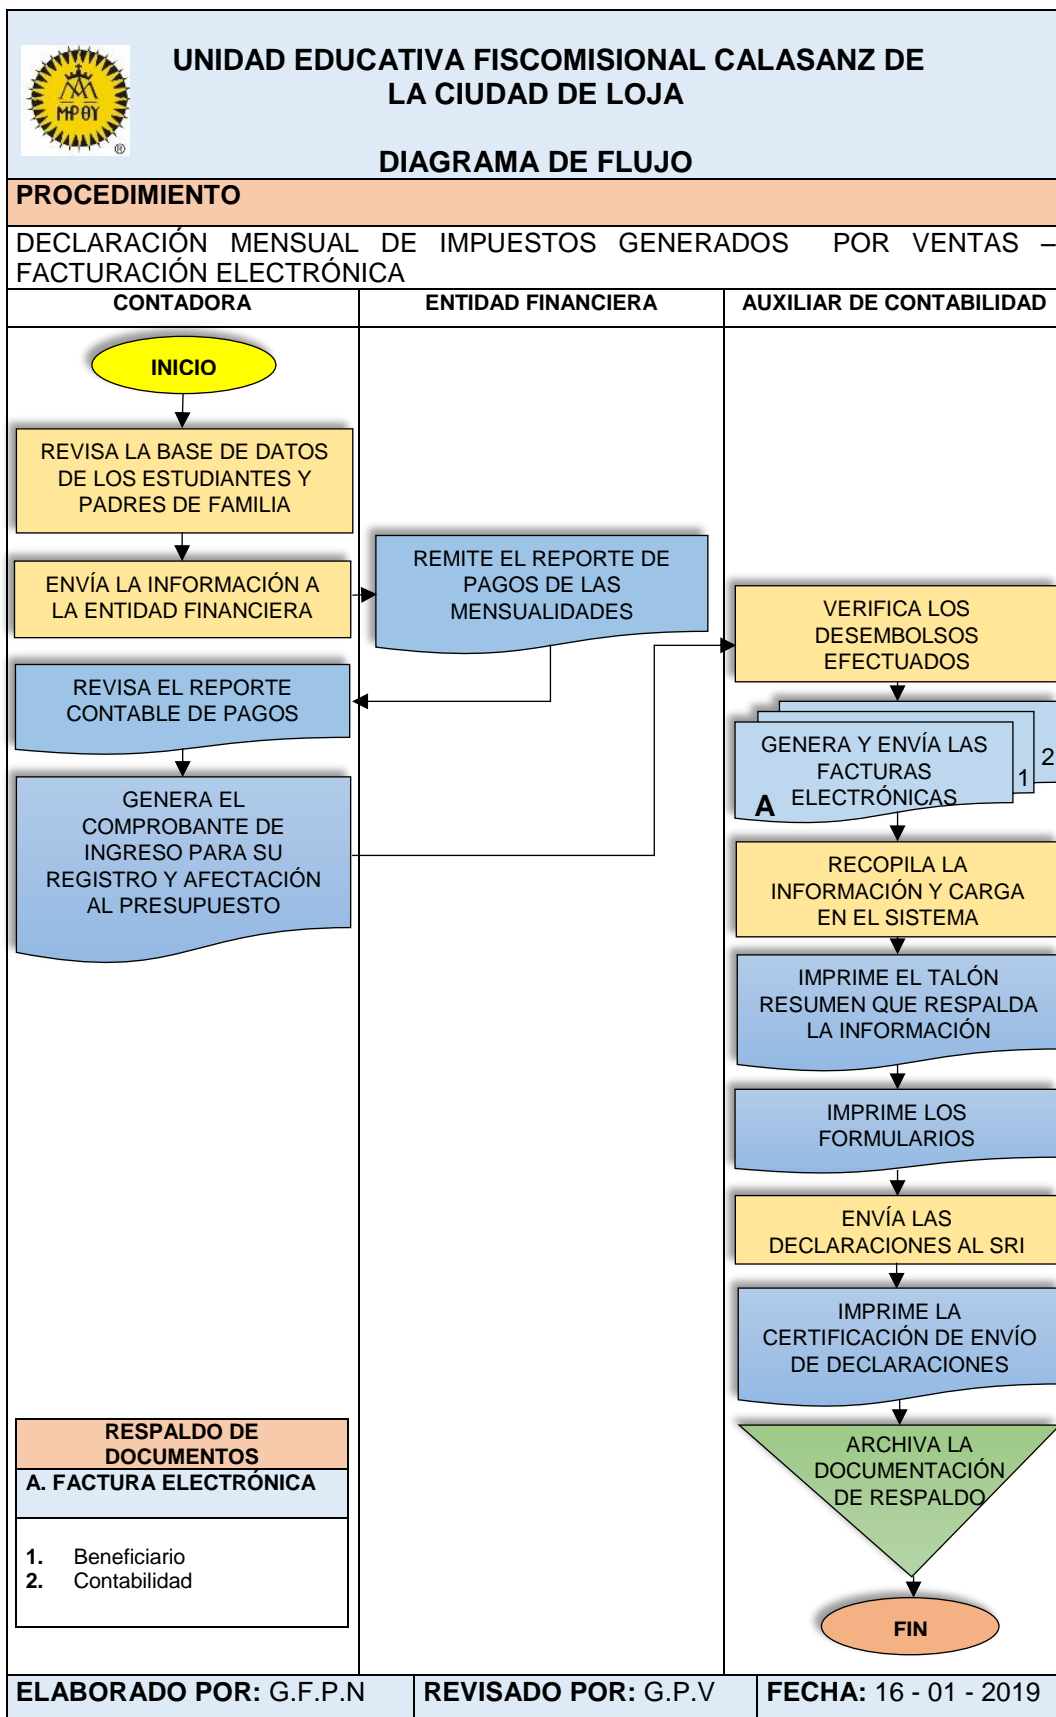 UNIDAD EDUCATIVA FISCOMISIONAL CALASANZ DE
LA CIUDAD DE LOJA
MPΘY
®
DIAGRAMA DE FLUJO
PROCEDIMIENTO
DECLARACIÓN MENSUAL DE IMPUESTOS GENERADOS POR VENTAS –
FACTURACIÓN ELECTRÓNICA
CONTADORA
ENTIDAD FINANCIERA
AUXILIAR DE CONTABILIDAD
INICIO
REVISA LA BASE DE DATOS
DE LOS ESTUDIANTES Y
PADRES DE FAMILIA
ENVÍA LA INFORMACIÓN A
LA ENTIDAD FINANCIERA
REMITE EL REPORTE DE
PAGOS DE LAS
MENSUALIDADES
REVISA EL REPORTE
CONTABLE DE PAGOS
GENERA EL
COMPROBANTE DE
INGRESO PARA SU
REGISTRO Y AFECTACIÓN
AL PRESUPUESTO
VERIFICA LOS
DESEMBOLSOS
EFECTUADOS
GENERA Y ENVÍA LAS
FACTURAS
ELECTRÓNICAS
A
1
2
RECOPILA LA
INFORMACIÓN Y CARGA
EN EL SISTEMA
IMPRIME EL TALÓN
RESUMEN QUE RESPALDA
LA INFORMACIÓN
IMPRIME LOS
FORMULARIOS
ENVÍA LAS
DECLARACIONES AL SRI
IMPRIME LA
CERTIFICACIÓN DE ENVÍO
DE DECLARACIONES
ARCHIVA LA
DOCUMENTACIÓN
DE RESPALDO
FIN
RESPALDO DE
DOCUMENTOS
A. FACTURA ELECTRÓNICA
1. Beneficiario
2. Contabilidad
ELABORADO POR: G.F.P.N
REVISADO POR: G.P.V
FECHA: 16 - 01 - 2019